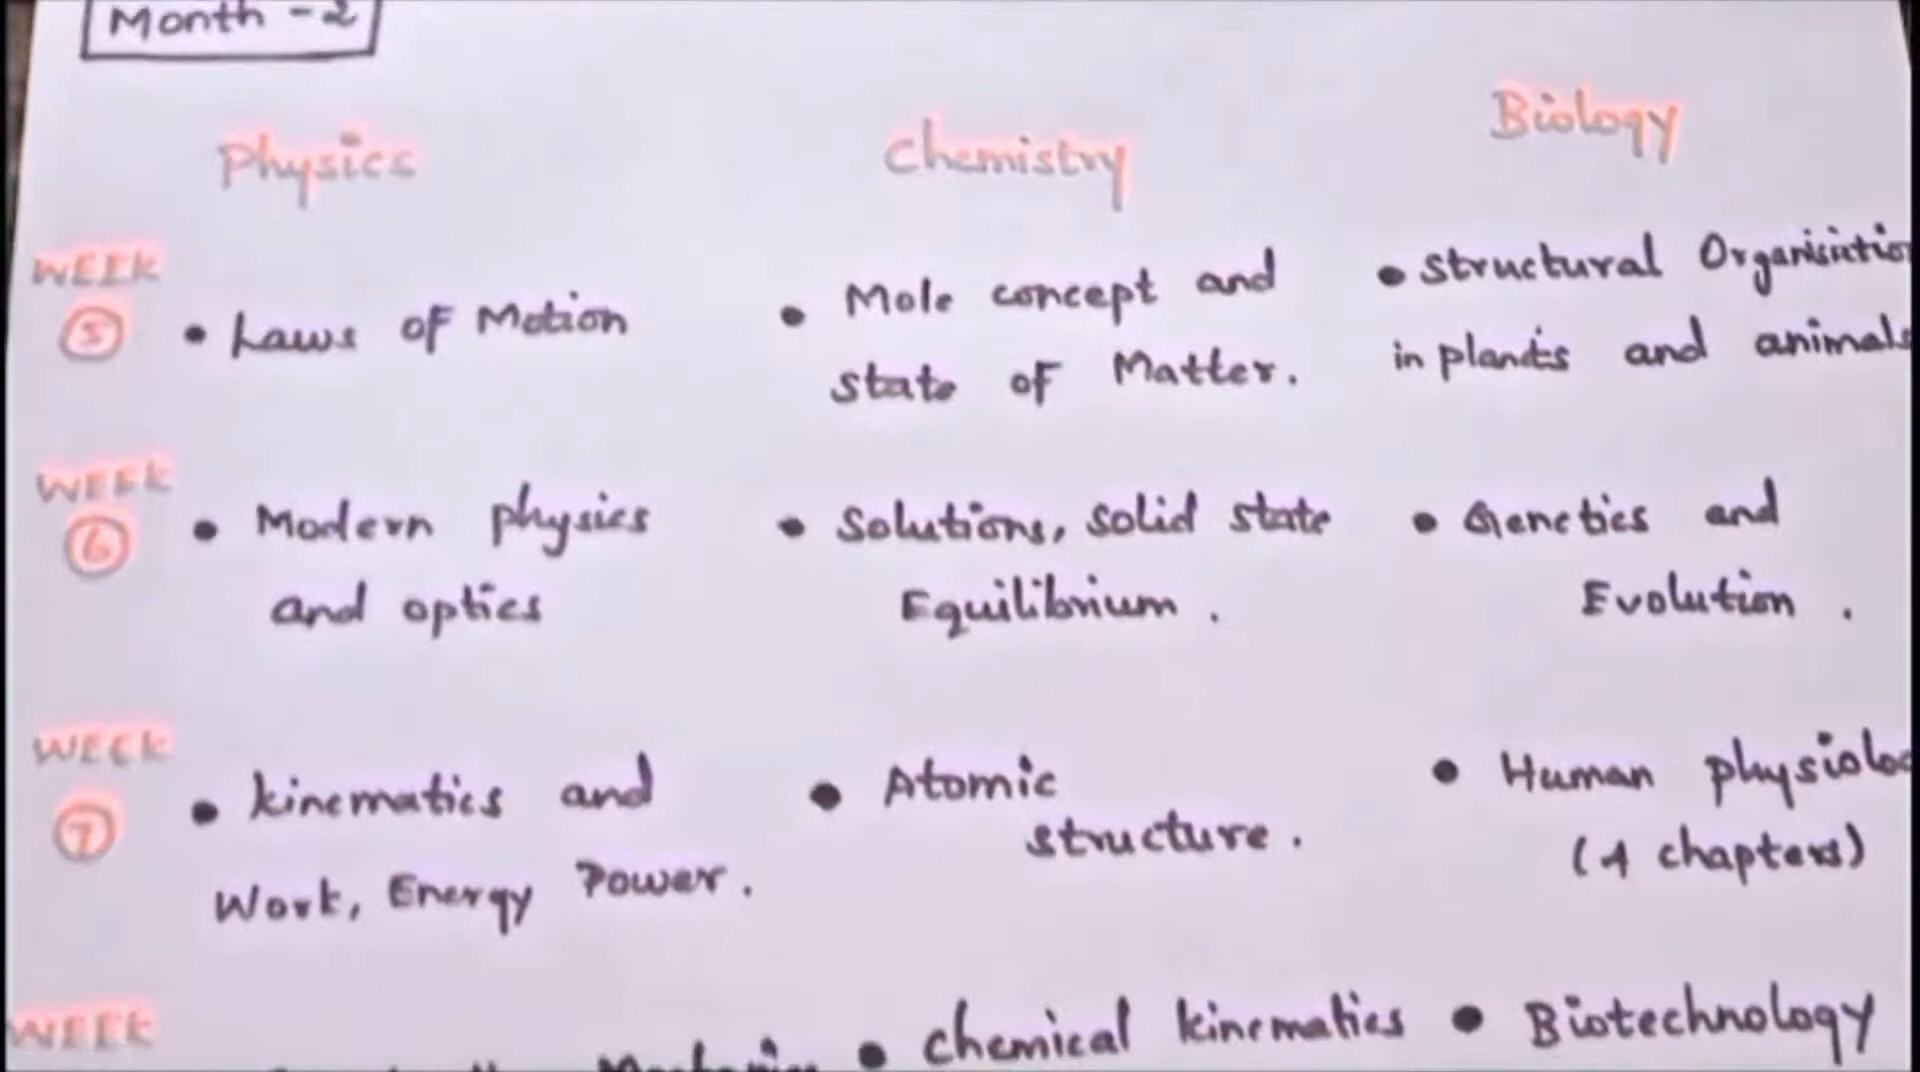 Month - 2
Physics
Chemistry
Biology
WEEK
5
• Laws of Motion
• Mole concept and
state of Matter.
• Structural
in plants and animals
WEEK
6
• Modern physics
and optics
• Solutions, solid state
Equilibrium .
• Genetics and
Evolution .
WEEK
7
• kinematics and
Work, Energy Power.
• Atomic
structure .
• Human
(4 chapters)
WEEK
• chemical kinematics
• Biotechnology